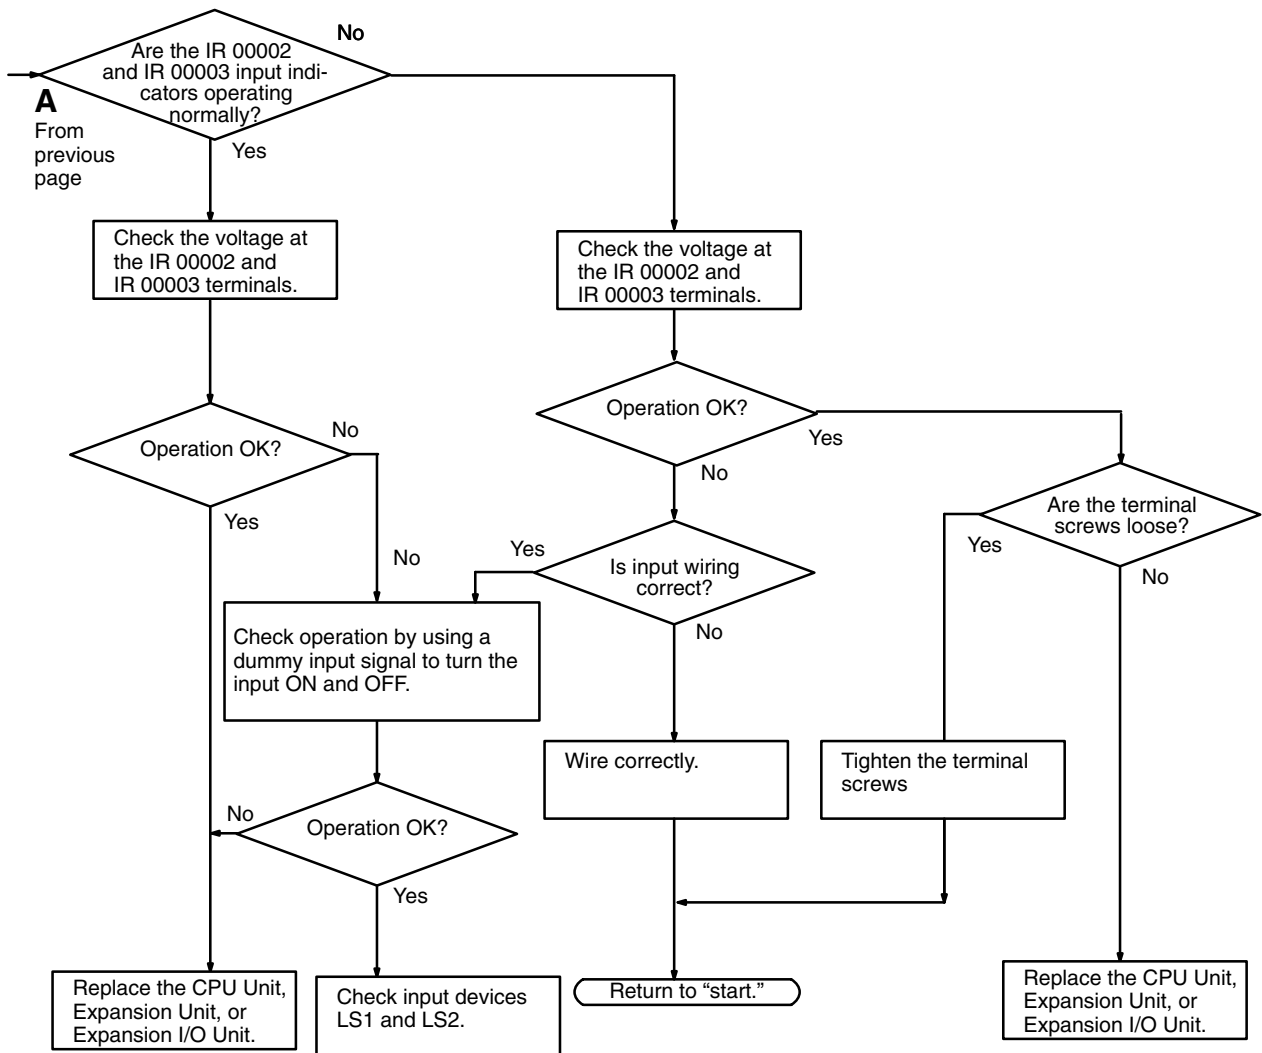 No
Are the IR 00002
and IR 00003 input indi-
cators operating
normally?
A
From
previous
page
Yes
Check the voltage at
the IR 00002 and
IR 00003 terminals.
Check the voltage at
the IR 00002 and
IR 00003 terminals.
Operation OK?
Yes
No
Operation OK?
No
Yes
Are the terminal
screws loose?
Yes
No
No
Yes
Is input wiring
correct?
No
Check operation by using a
dummy input signal to turn the
input ON and OFF.
Wire correctly.
Tighten the terminal
screws
No
Operation OK?
Yes
Replace the CPU Unit,
Expansion Unit, or
Expansion I/O Unit.
Check input devices
LS1 and LS2.
Return to “start.”
Replace the CPU Unit,
Expansion Unit, or
Expansion I/O Unit.